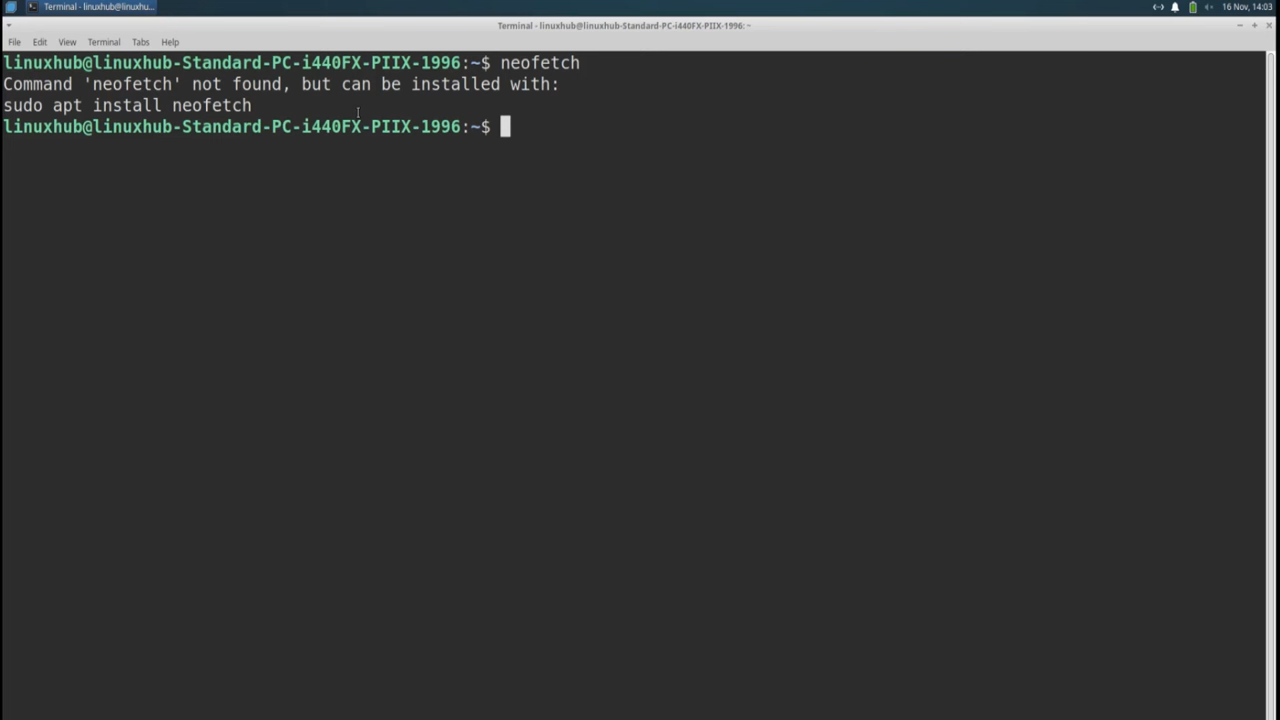 Terminal - linuxhub@linuxhu...
16 Nov, 14:03
Terminal - linuxhub@linuxhub-Standard-PC-i440FX-PIIX-1996: ~
File Edit View Terminal Tabs Help
linuxhub@linuxhub-Standard-PC-i440FX-PIIX-1996:~$ neofetch
Command 'neofetch' not found, but can be installed with:
sudo apt install neofetch
linuxhub@linuxhub-Standard-PC-i440FX-PIIX-1996:~$